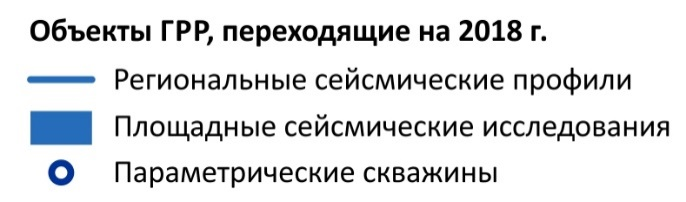 Объекты ГРР, переходящие на 2018 г.
Региональные сейсмические профили
Площадные сейсмические исследования
Параметрические скважины